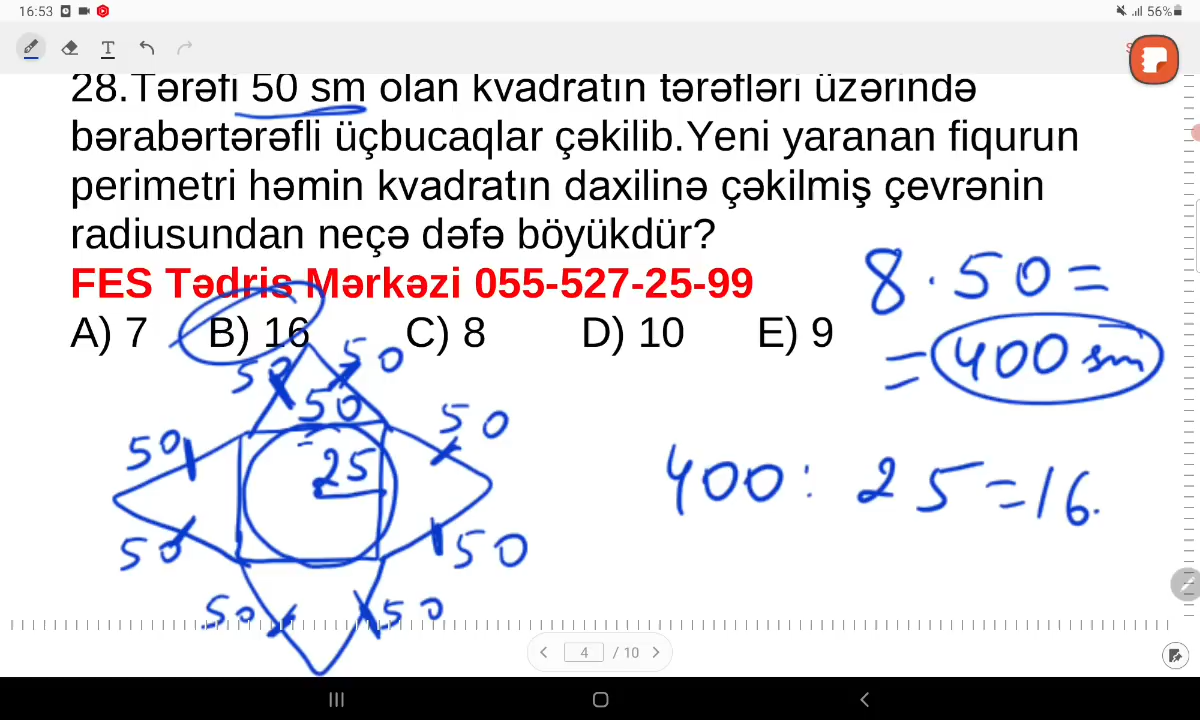 16:53
56%
28.Tərəfi 50 sm olan kvadratın tərəfləri üzərində
bərabərtərəfli üçbucaqlar çəkilib.Yeni yaranan fiqurun
perimetri həmin kvadratın daxilinə çəkilmiş çevrənin
radiusundan neçə dəfə böyükdür?
FES Tədris Mərkəzi 055-527-25-99
A) 7 B) 16 C) 8 D) 10 E) 9
8·50=
=400 sm
50 50
50
50 50
25
400:25=16.
50 50
50 50
4 / 10